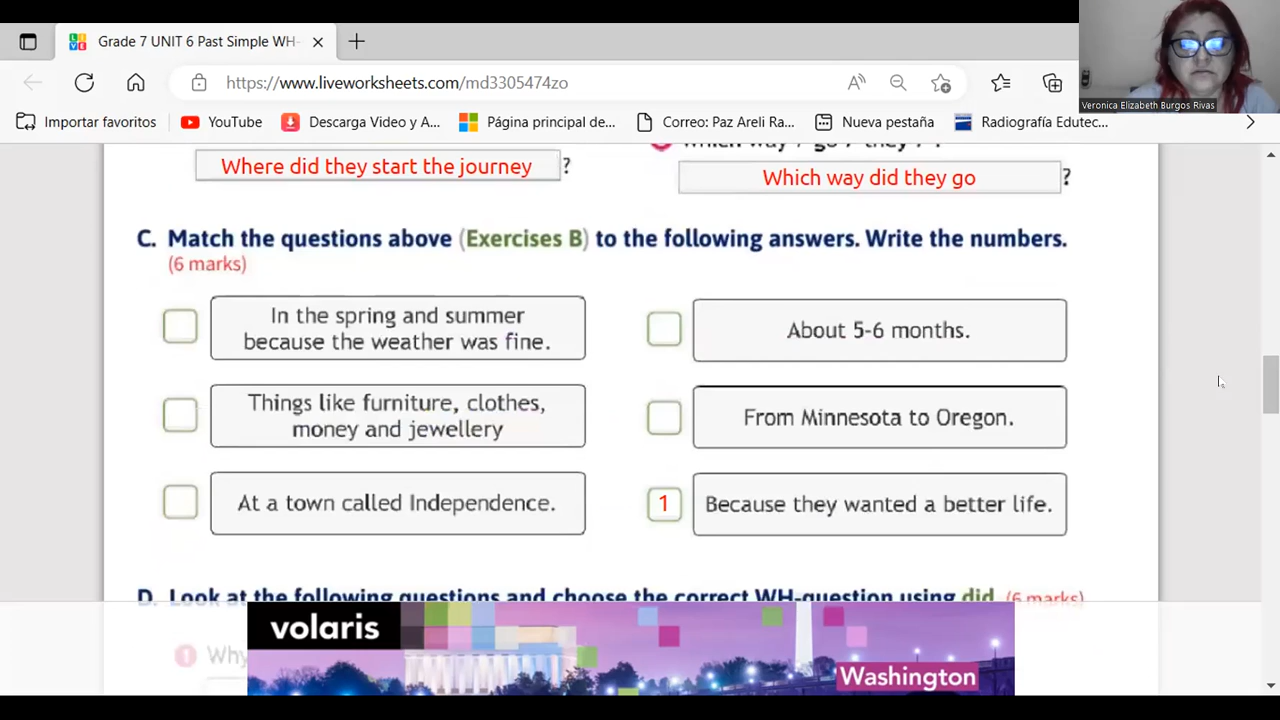 Grade 7 UNIT 6 Past Simple WH-
https://www.liveworksheets.com/md3305474zo
Veronica Elizabeth Burgos Rivas
Importar favoritos
YouTube
Descarga Video y A...
Página principal de...
Correo: Paz Areli Ra...
Nueva pestaña
Radiografía Edutec...
Where did they start the journey ?
Which way did they go ?
C. Match the questions above (Exercises B) to the following answers. Write the numbers.
(6 marks)
In the spring and summer
because the weather was fine.
About 5-6 months.
Things like furniture, clothes,
money and jewellery
From Minnesota to Oregon.
At a town called Independence.
1 Because they wanted a better life.
D. Look at the following questions and choose the correct WH-question using did. (6 marks)
1 Why
volaris
Washington